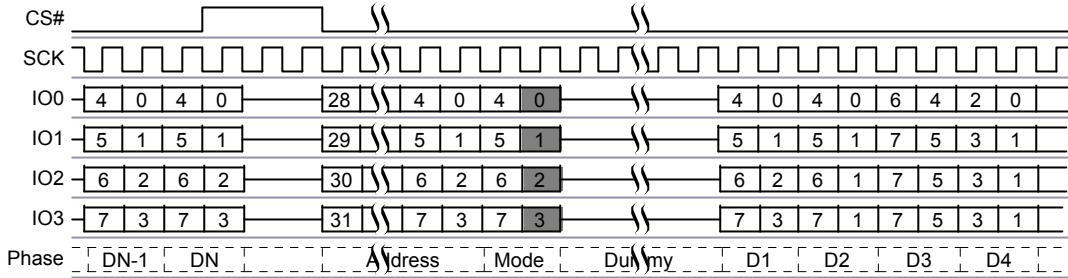 CS#
SCK
IO0 4 0 4 0 28 4 0 4 0 4 0 4 0 6 4 2 0
IO1 5 1 5 1 29 5 1 5 1 5 1 5 1 7 5 3 1
IO2 6 2 6 2 30 6 2 6 2 6 2 6 1 7 5 3 1
IO3 7 3 7 3 31 7 3 7 3 7 3 7 1 7 5 3 1
Phase DN-1 DN Address Mode Dummy D1 D2 D3 D4